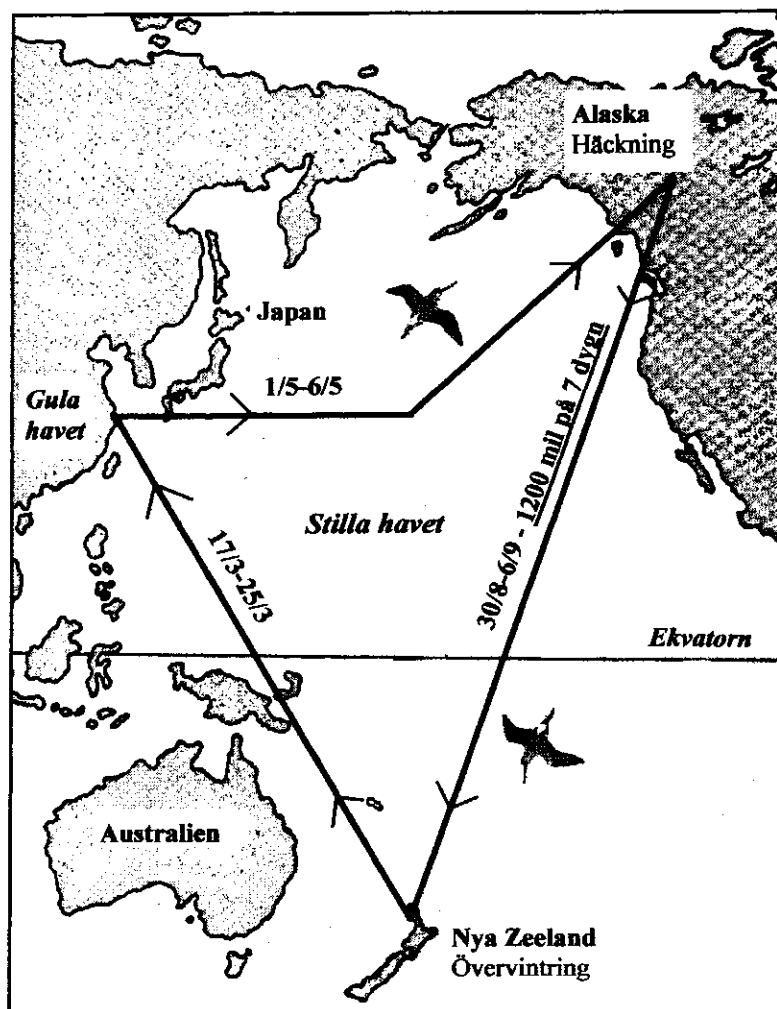 Alaska
Häckning
Japan
1/5-6/5
Gula
havet
Stilla havet
17/3-25/3
30/8-6/9 - 1200 mil på 7 dygn
Ekvatorn
Australien
Nya Zeeland
Övervintring